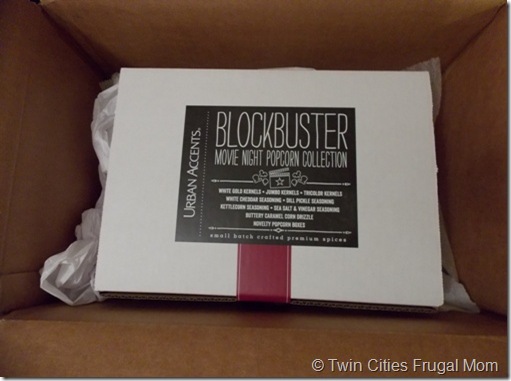 URBAN ACCENTS®
BLOCKBUSTER
MOVIE NIGHT POPCORN COLLECTION
WHITE GOLD KERNELS • JUMBO KERNELS • TRICOLOR KERNELS
WHITE CHEDDAR SEASONING • DILL PICKLE SEASONING
KETTLECORN SEASONING • SEA SALT & VINEGAR SEASONING
BUTTERY CARAMEL CORN DRIZZLE
NOVELTY POPCORN BOXES
small batch crafted premium spices
© Twin Cities Frugal Mom